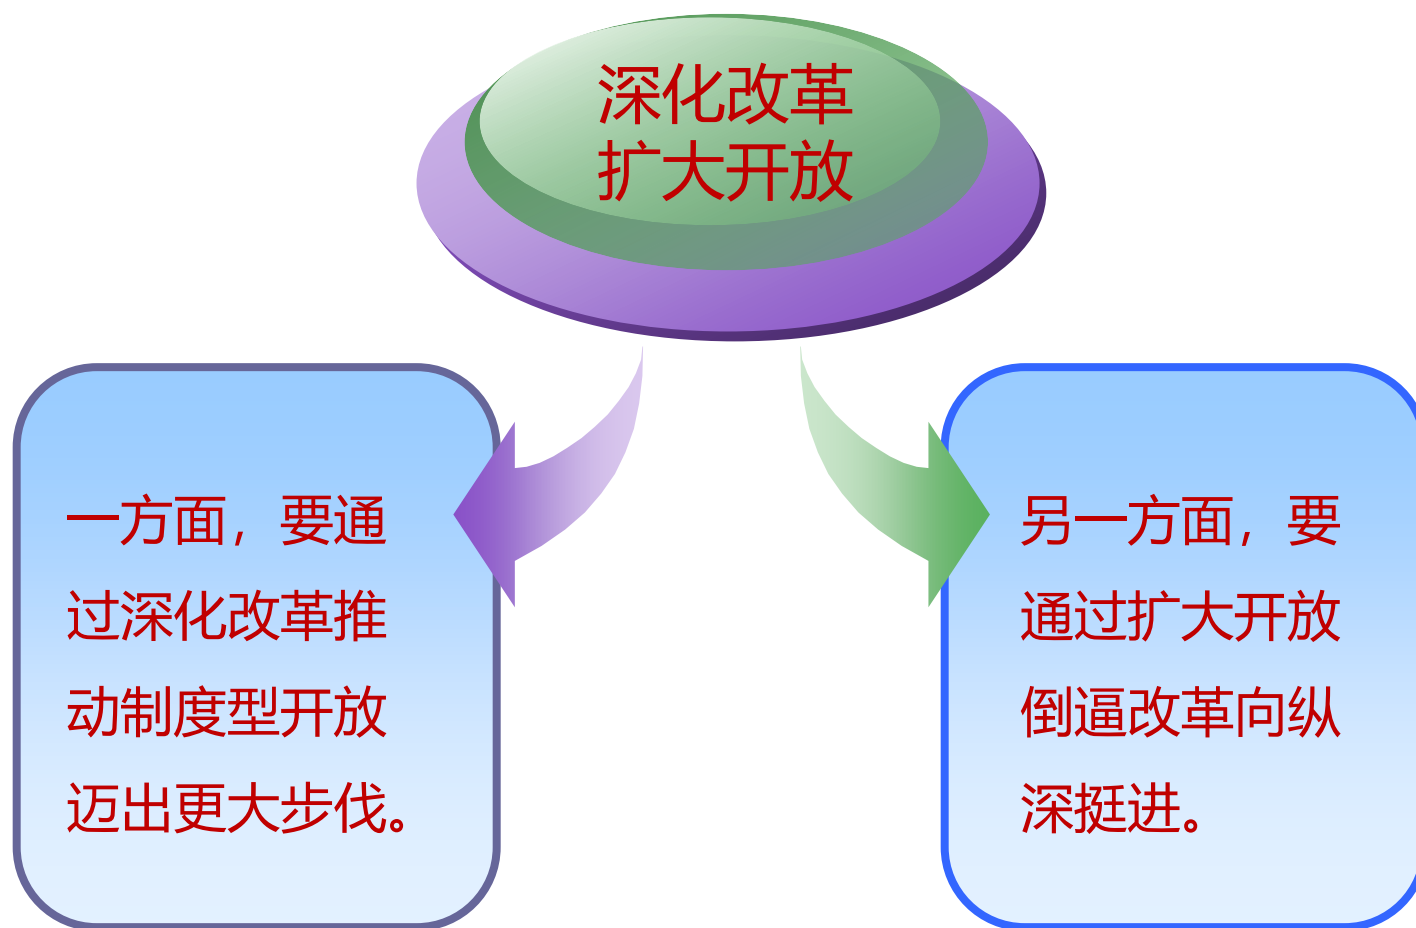 深化改革
扩大开放
一方面，要通
过深化改革推
动制度型开放
迈出更大步伐。
另一方面，要
通过扩大开放
倒逼改革向纵
深挺进。